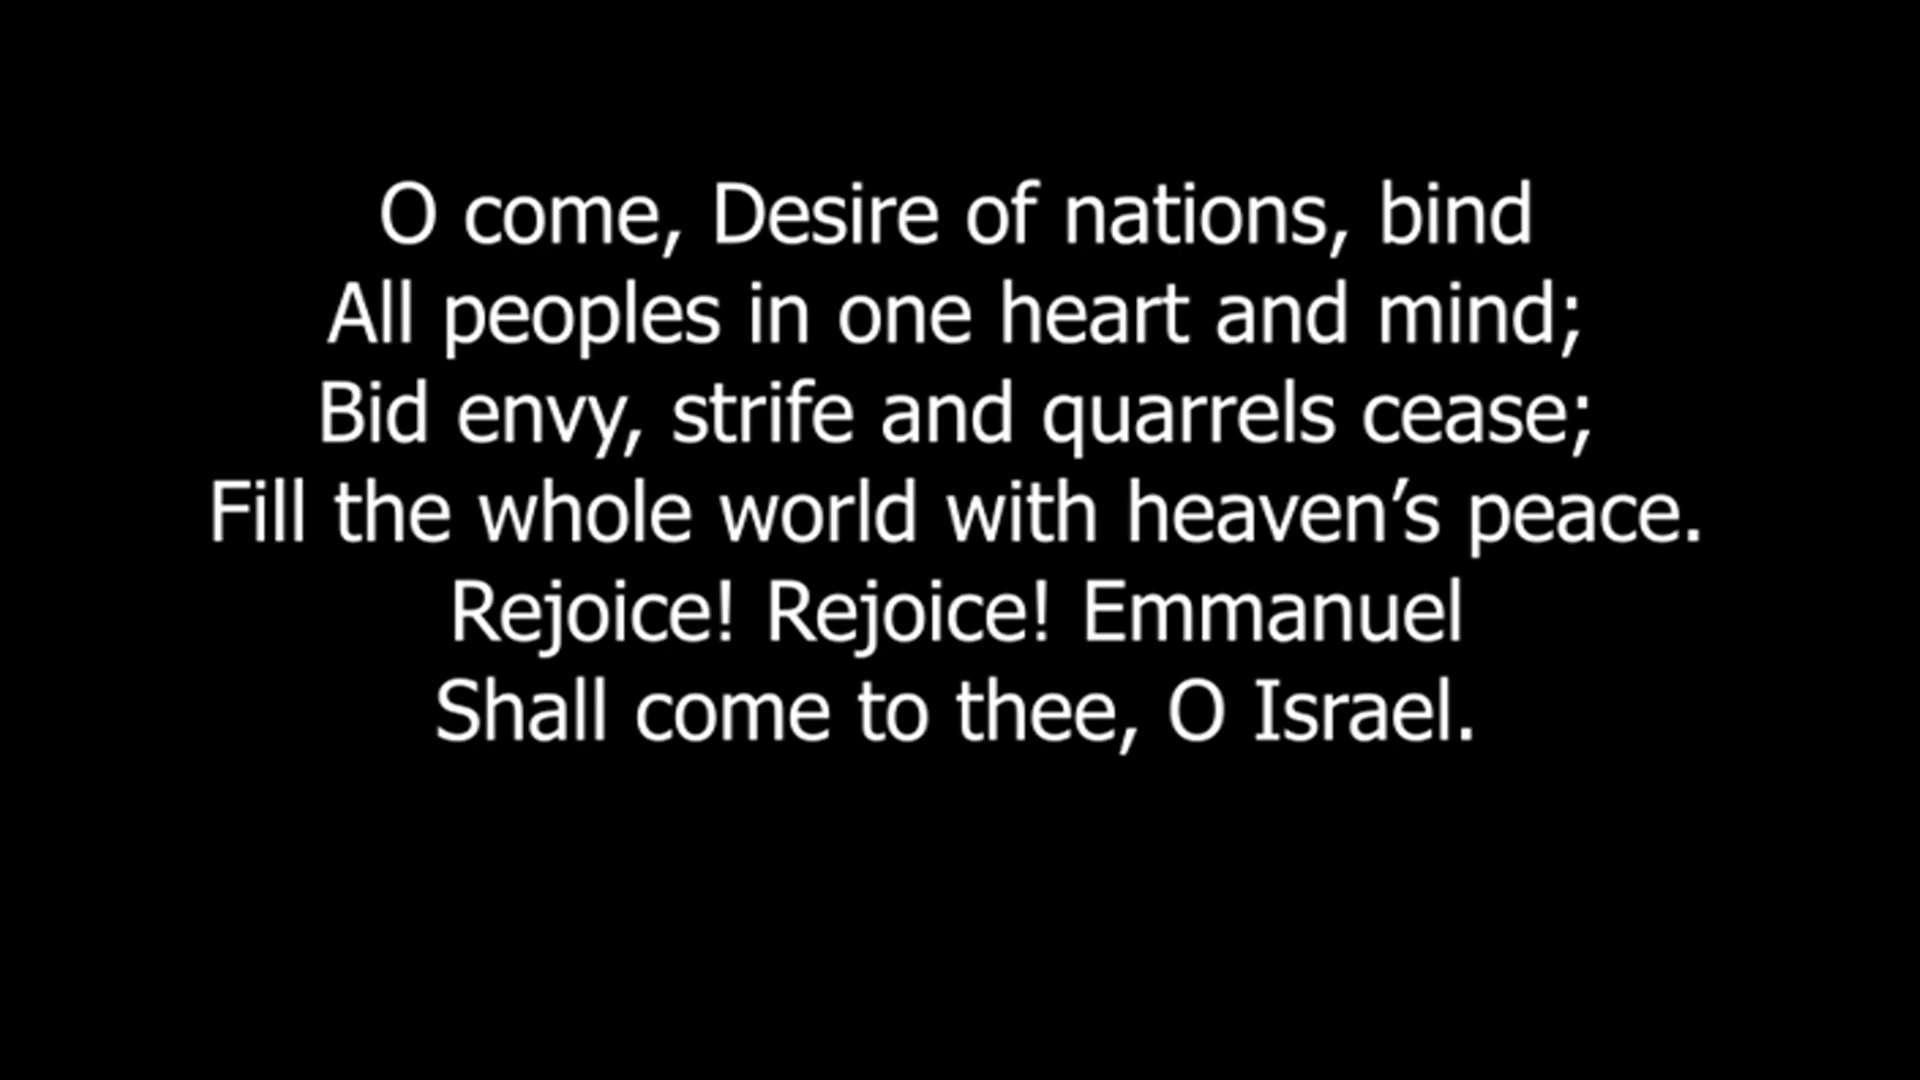 O come, Desire of nations, bind
All peoples in one heart and mind;
Bid envy, strife and quarrels cease;
Fill the whole world with heaven’s peace.
Rejoice! Rejoice! Emmanuel
Shall come to thee, O Israel.